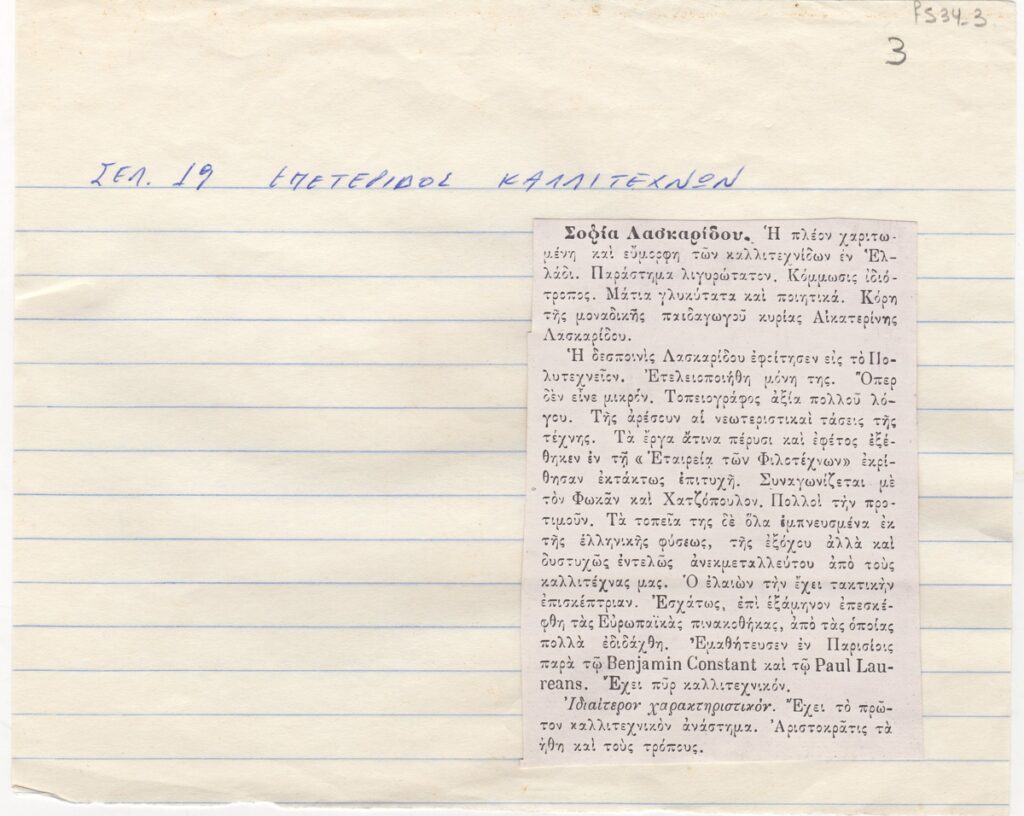 FS34-3
3
ΣΕΛ. 19 ΕΠΕΤΕΡΙΔΟΣ ΚΑΛΛΙΤΕΧΝΩΝ
Σοφία Λασκαρίδου. Ἡ πλέον χαριτω-
μένη καὶ εὔμορφη τῶν καλλιτεχνίδων ἐν Ἑλ-
λάδι. Παράστημα λιγυρώτατον. Κόμμωσις ἰδιό-
τροπος. Μάτια γλυκύτατα καὶ ποιητικά. Κόρη
τῆς μοναδικῆς παιδαγωγοῦ κυρίας Αἰκατερίνης
Λασκαρίδου.
Ἡ δεσποινὶς Λασκαρίδου ἐφοίτησεν εἰς τὸ Πο-
λυτεχνεῖον. Ἐτελειοποιήθη μόνη της. Ὅπερ
δὲν εἶνε μικρόν. Τοπειογράφος ἀξία πολλοῦ λό-
γου. Τῆς ἀρέσουν αἱ νεωτεριστικαὶ τάσεις τῆς
τέχνης. Τὰ ἔργα ἅτινα πέρυσι καὶ ἐφέτος ἐξέ-
θηκεν ἐν τῇ «Ἑταιρείᾳ τῶν Φιλοτέχνων» ἐκρί-
θησαν ἐκτάκτως ἐπιτυχῆ. Συναγωνίζεται μὲ
τὸν Φωκᾶν καὶ Χατζόπουλον. Πολλοὶ τὴν προ-
τιμοῦν. Τὰ τοπεῖα της δὲ ὅλα ἐμπνευσμένα ἐκ
τῆς ἑλληνικῆς φύσεως, τῆς ἐξόχου ἀλλὰ καὶ
δυστυχῶς ἐντελῶς ἀνεκμεταλλεύτου ἀπὸ τοὺς
καλλιτέχνας μας. Ὁ ἐλαιὼν τὴν ἔχει τακτικὴν
ἐπισκέπτριαν. Ἐσχάτως, ἐπὶ ἑξάμηνον ἐπεσκέ-
φθη τὰς Εὐρωπαϊκὰς πινακοθήκας, ἀπὸ τὰς ὁποίας
πολλὰ ἐδιδάχθη. Ἐμαθήτευσεν ἐν Παρισίοις
παρὰ τῷ Benjamin Constant καὶ τῷ Paul Lau-
reans. Ἔχει πῦρ καλλιτεχνικόν.
Ἰδιαίτερον χαρακτηριστικόν. Ἔχει τὸ πρῶ-
τον καλλιτεχνικὸν ἀνάστημα. Ἀριστοκρᾶτις τὰ
ἤθη καὶ τοὺς τρόπους.